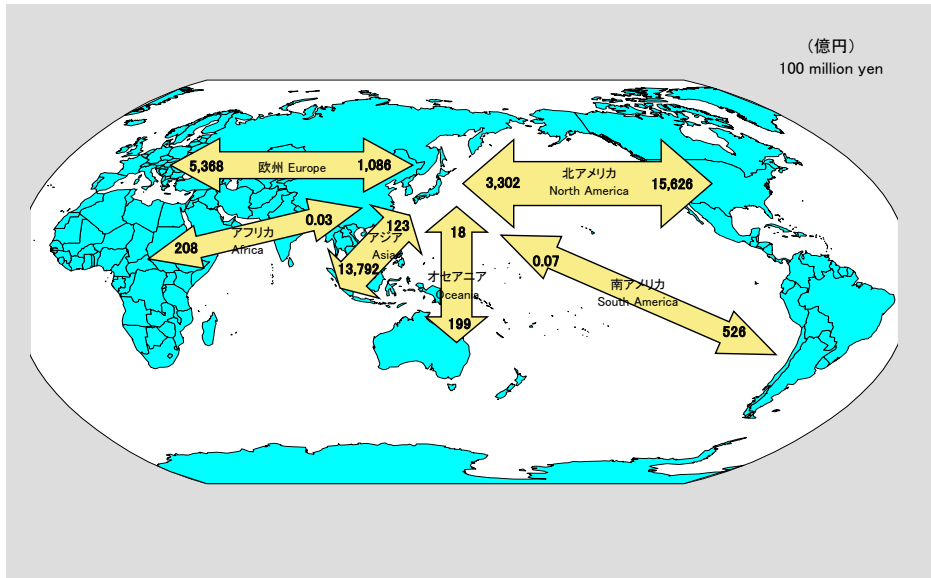 （億円）
100 million yen
5,368
欧州 Europe
1,086
3,302
北アメリカ
North America
15,626
208
アフリカ
Africa
0.03
123
アジア
Asia
13,792
18
オセアニア
Oceania
199
0.07
南アメリカ
South America
526